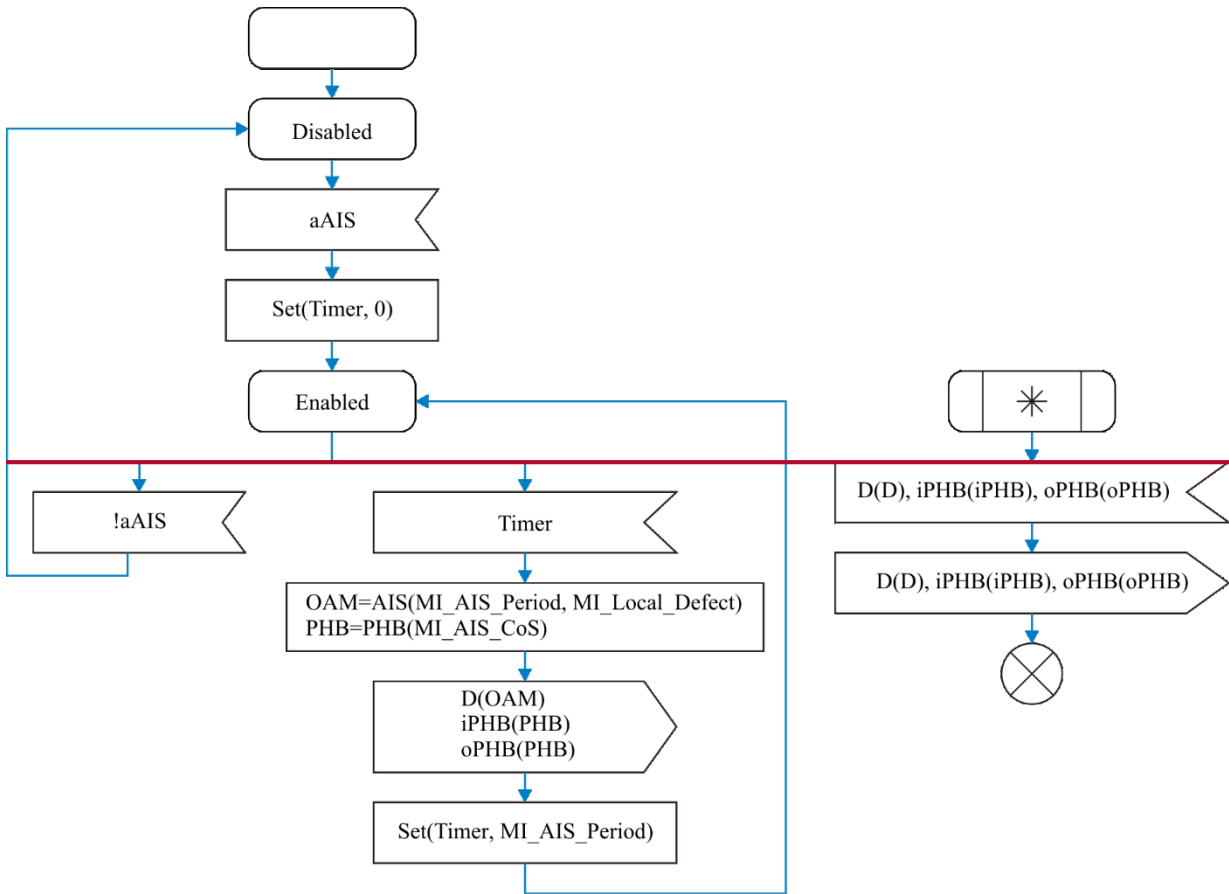 Disabled
aAIS
Set(Timer, 0)
Enabled
!aAIS
Timer
OAM=AIS(MI_AIS_Period, MI_Local_Defect)
PHB=PHB(MI_AIS_CoS)
D(OAM)
iPHB(PHB)
oPHB(PHB)
Set(Timer, MI_AIS_Period)
D(D), iPHB(iPHB), oPHB(oPHB)
D(D), iPHB(iPHB), oPHB(oPHB)